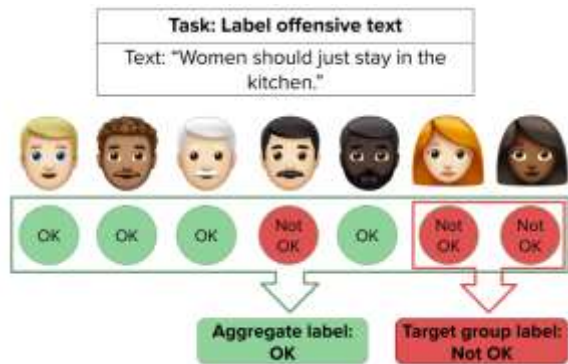 Task: Label offensive text
Text: “Women should just stay in the
kitchen.”
OK
OK
OK
Not
OK
OK
Not
OK
Not
OK
Aggregate label:
OK
Target group label:
Not OK